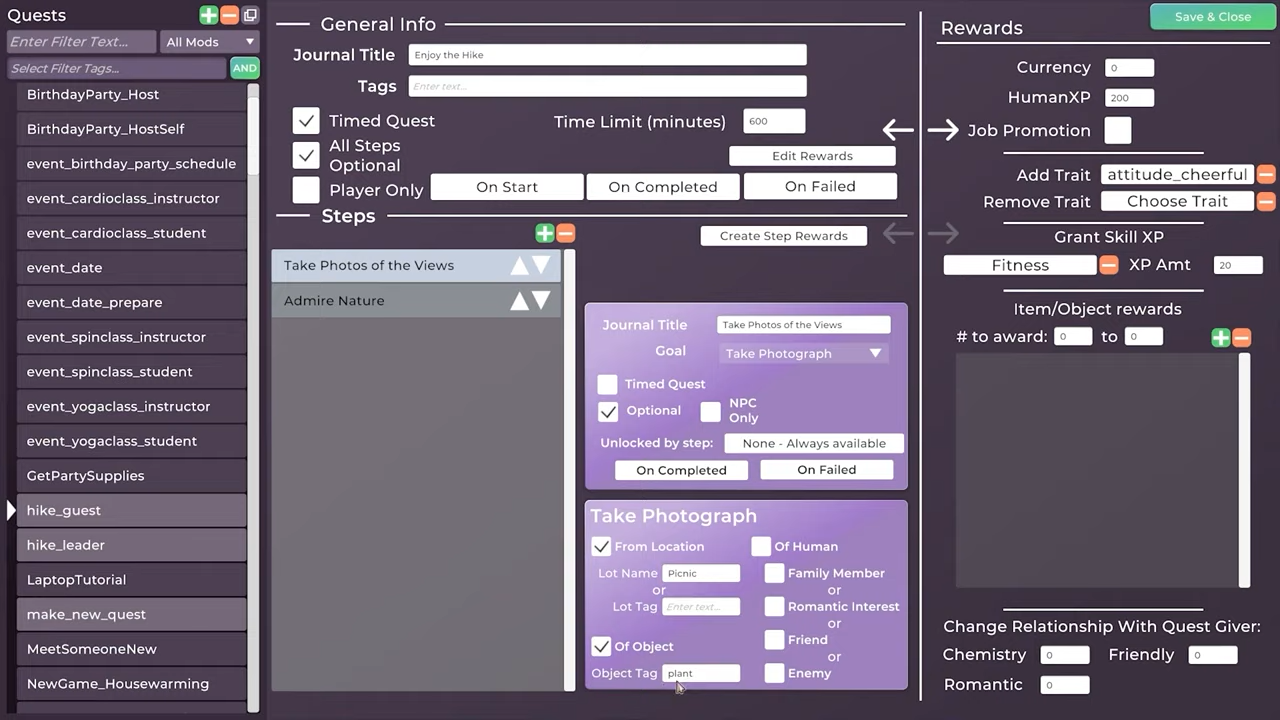 Quests
Enter Filter Text...
All Mods
Select Filter Tags...
AND
BirthdayParty_Host
BirthdayParty_HostSelf
event_birthday_party_schedule
event_cardioclass_instructor
event_cardioclass_student
event_date
event_date_prepare
event_spinclass_instructor
event_spinclass_student
event_yogaclass_instructor
event_yogaclass_student
GetPartySupplies
hike_guest
hike_leader
LaptopTutorial
make_new_quest
MeetSomeoneNew
NewGame_Housewarming
General Info
Journal Title Enjoy the Hike
Tags Enter text...
Timed Quest
Time Limit (minutes) 600
All Steps
Optional
Edit Rewards
Player Only
On Start
On Completed
On Failed
Steps
Create Step Rewards
Take Photos of the Views
Admire Nature
Journal Title Take Photos of the Views
Goal Take Photograph
Timed Quest
Optional
NPC
Only
Unlocked by step: None - Always available
On Completed
On Failed
Take Photograph
From Location
Of Human
Lot Name Picnic
Family Member
or
or
Lot Tag Enter text...
Romantic Interest
or
Of Object
Friend
or
Object Tag plant
Enemy
Save & Close
Rewards
Currency 0
HumanXP 200
Job Promotion
Add Trait attitude_cheerful
Remove Trait Choose Trait
Grant Skill XP
Fitness
XP Amt 20
Item/Object rewards
# to award: 0 to 0
Change Relationship With Quest Giver:
Chemistry 0
Friendly 0
Romantic 0